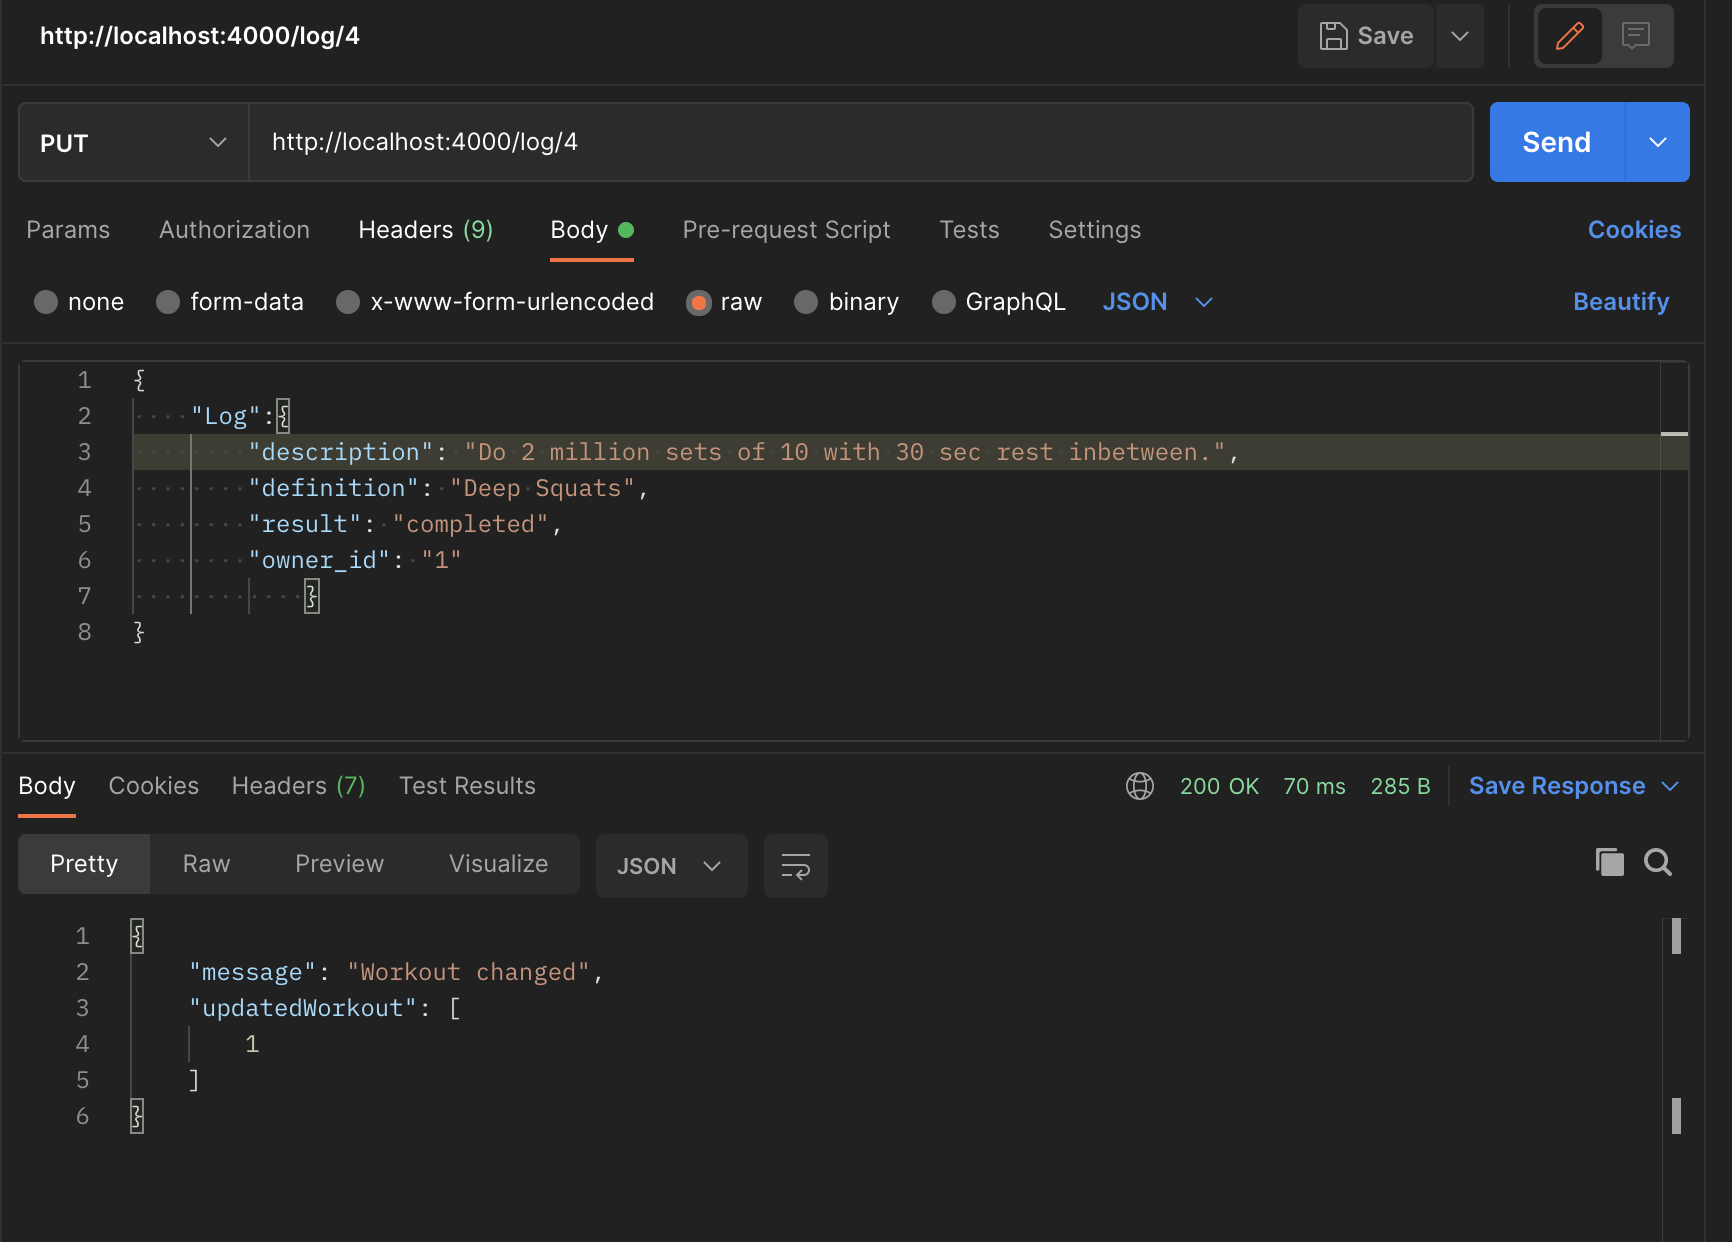 http://localhost:4000/log/4
Save
PUT
http://localhost:4000/log/4
Send
Params Authorization Headers (9) Body Pre-request Script Tests Settings Cookies
none form-data x-www-form-urlencoded raw binary GraphQL JSON Beautify
1 {
2 "Log":{
3 "description": "Do 2 million sets of 10 with 30 sec rest inbetween.",
4 "definition": "Deep Squats",
5 "result": "completed",
6 "owner_id": "1"
7 }
8 }
Body Cookies Headers (7) Test Results 200 OK 70 ms 285 B Save Response
Pretty Raw Preview Visualize JSON
1 {
2 "message": "Workout changed",
3 "updatedWorkout": [
4 1
5 ]
6 }